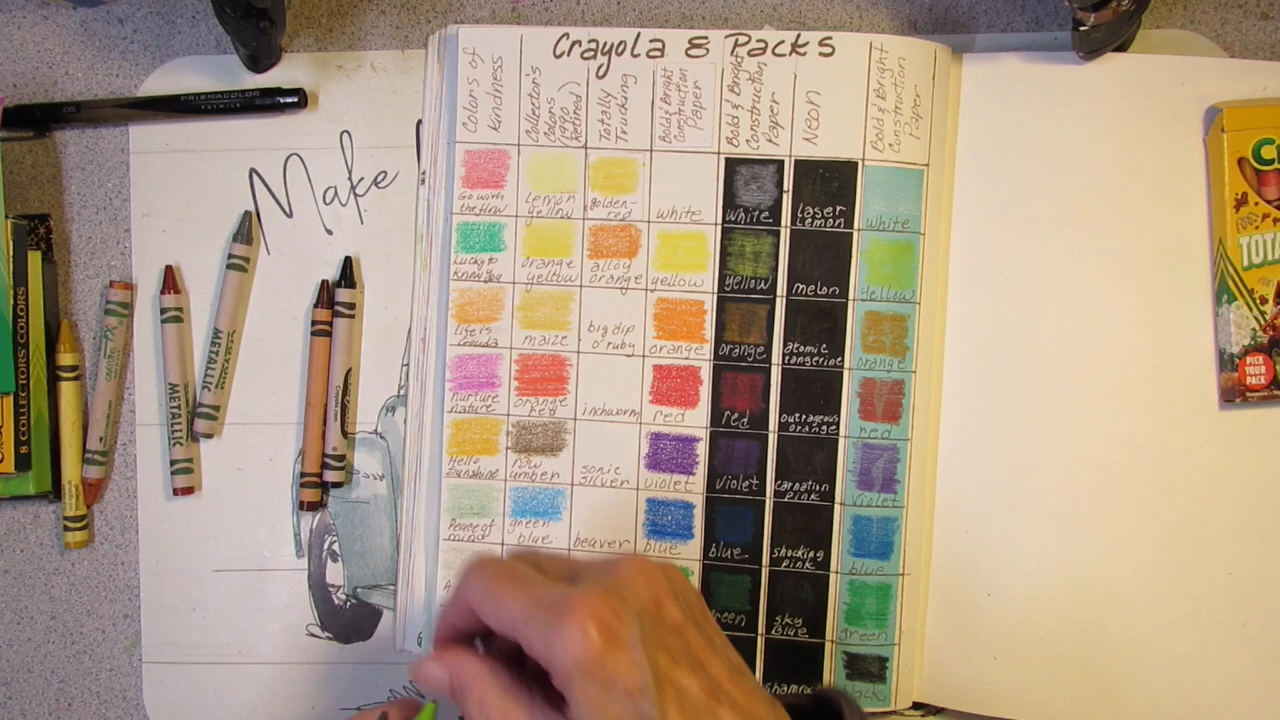 Crayola 8 Packs
Colors of
Kindness
Collector's
Colors
(1990
Retired)
Totally
Trucking
Bold & Bright
Construction
Paper
Bold & Bright
Construction
Paper
Neon
Bold & Bright
Construction
Paper
Go with
the flow
Lemon
yellow
golden-
rod
white
white
laser
Lemon
white
Lucky to
Know You
orange
yellow
alloy
orange
yellow
yellow
melon
yellow
Life is
maize
big dip
o' ruby
orange
orange
atomic
tangerine
orange
nurture
nature
orange
red
inchworm
red
red
outrageous
orange
red
Hello
Sunshine
raw
umber
sonic
silver
violet
violet
carnation
pink
violet
Peace of
mind
green
blue
beaver
blue
blue
shocking
pink
blue
reen
sky
Blue
green
shamroc
black
PRISMACOLOR
PREMIER
Make
METALLIC
METALLIC
8 COLLECTORS' COLORS
C
TOTA
PICK
YOUR
PACK